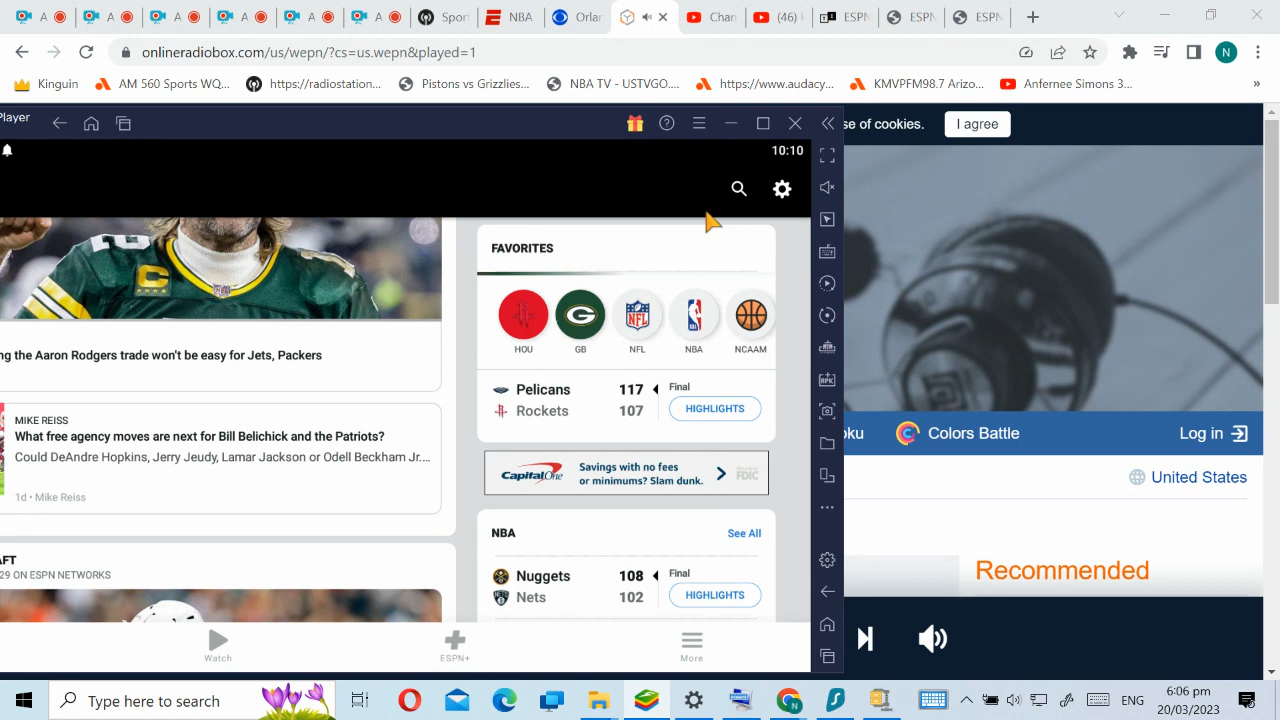 Spor
NBA
Orlar
Char
(46)
ESPN
ESPN
onlineradiobox.com/us/wepn/?cs=us.wepn&played=1
N
Kinguin
AM 560 Sports WQ...
https://radiostation...
Pistons vs Grizzlies...
NBA TV - USTVGO....
https://www.audacy...
KMVPFM98.7 Arizo...
Anfernee Simons 3...
»
Player
se of cookies.
I agree
10:10
FAVORITES
HOU
GB
NFL
NBA
NCAAM
ng the Aaron Rodgers trade won't be easy for Jets, Packers
Pelicans 117 Final
Rockets 107 HIGHLIGHTS
MIKE REISS
What free agency moves are next for Bill Belichick and the Patriots?
Could DeAndre Hopkins, Jerry Jeudy, Lamar Jackson or Odell Beckham Jr....
1d • Mike Reiss
Capital One
Savings with no fees
or minimums? Slam dunk.
Member
FDIC
oku
Colors Battle
Log in
United States
NBA
See All
AFT
29 ON ESPN NETWORKS
Nuggets 108 Final
Nets 102 HIGHLIGHTS
Recommended
Watch
ESPN+
More
Type here to search
ENG
6:06 pm
20/03/2023